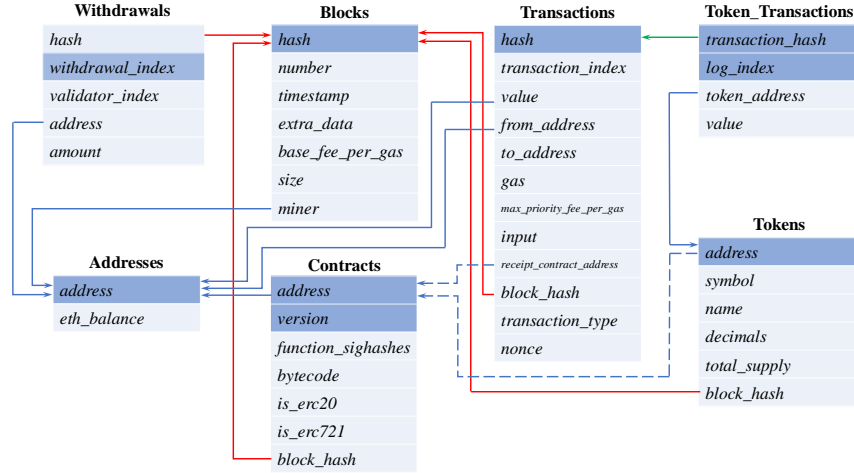 Withdrawals
hash
withdrawal_index
validator_index
address
amount
Blocks
hash
number
timestamp
extra_data
base_fee_per_gas
size
miner
Transactions
hash
transaction_index
value
from_address
to_address
gas
max_priority_fee_per_gas
input
receipt_contract_address
block_hash
transaction_type
nonce
Token_Transactions
transaction_hash
log_index
token_address
value
Addresses
address
eth_balance
Contracts
address
version
function_sighashes
bytecode
is_erc20
is_erc721
block_hash
Tokens
address
symbol
name
decimals
total_supply
block_hash